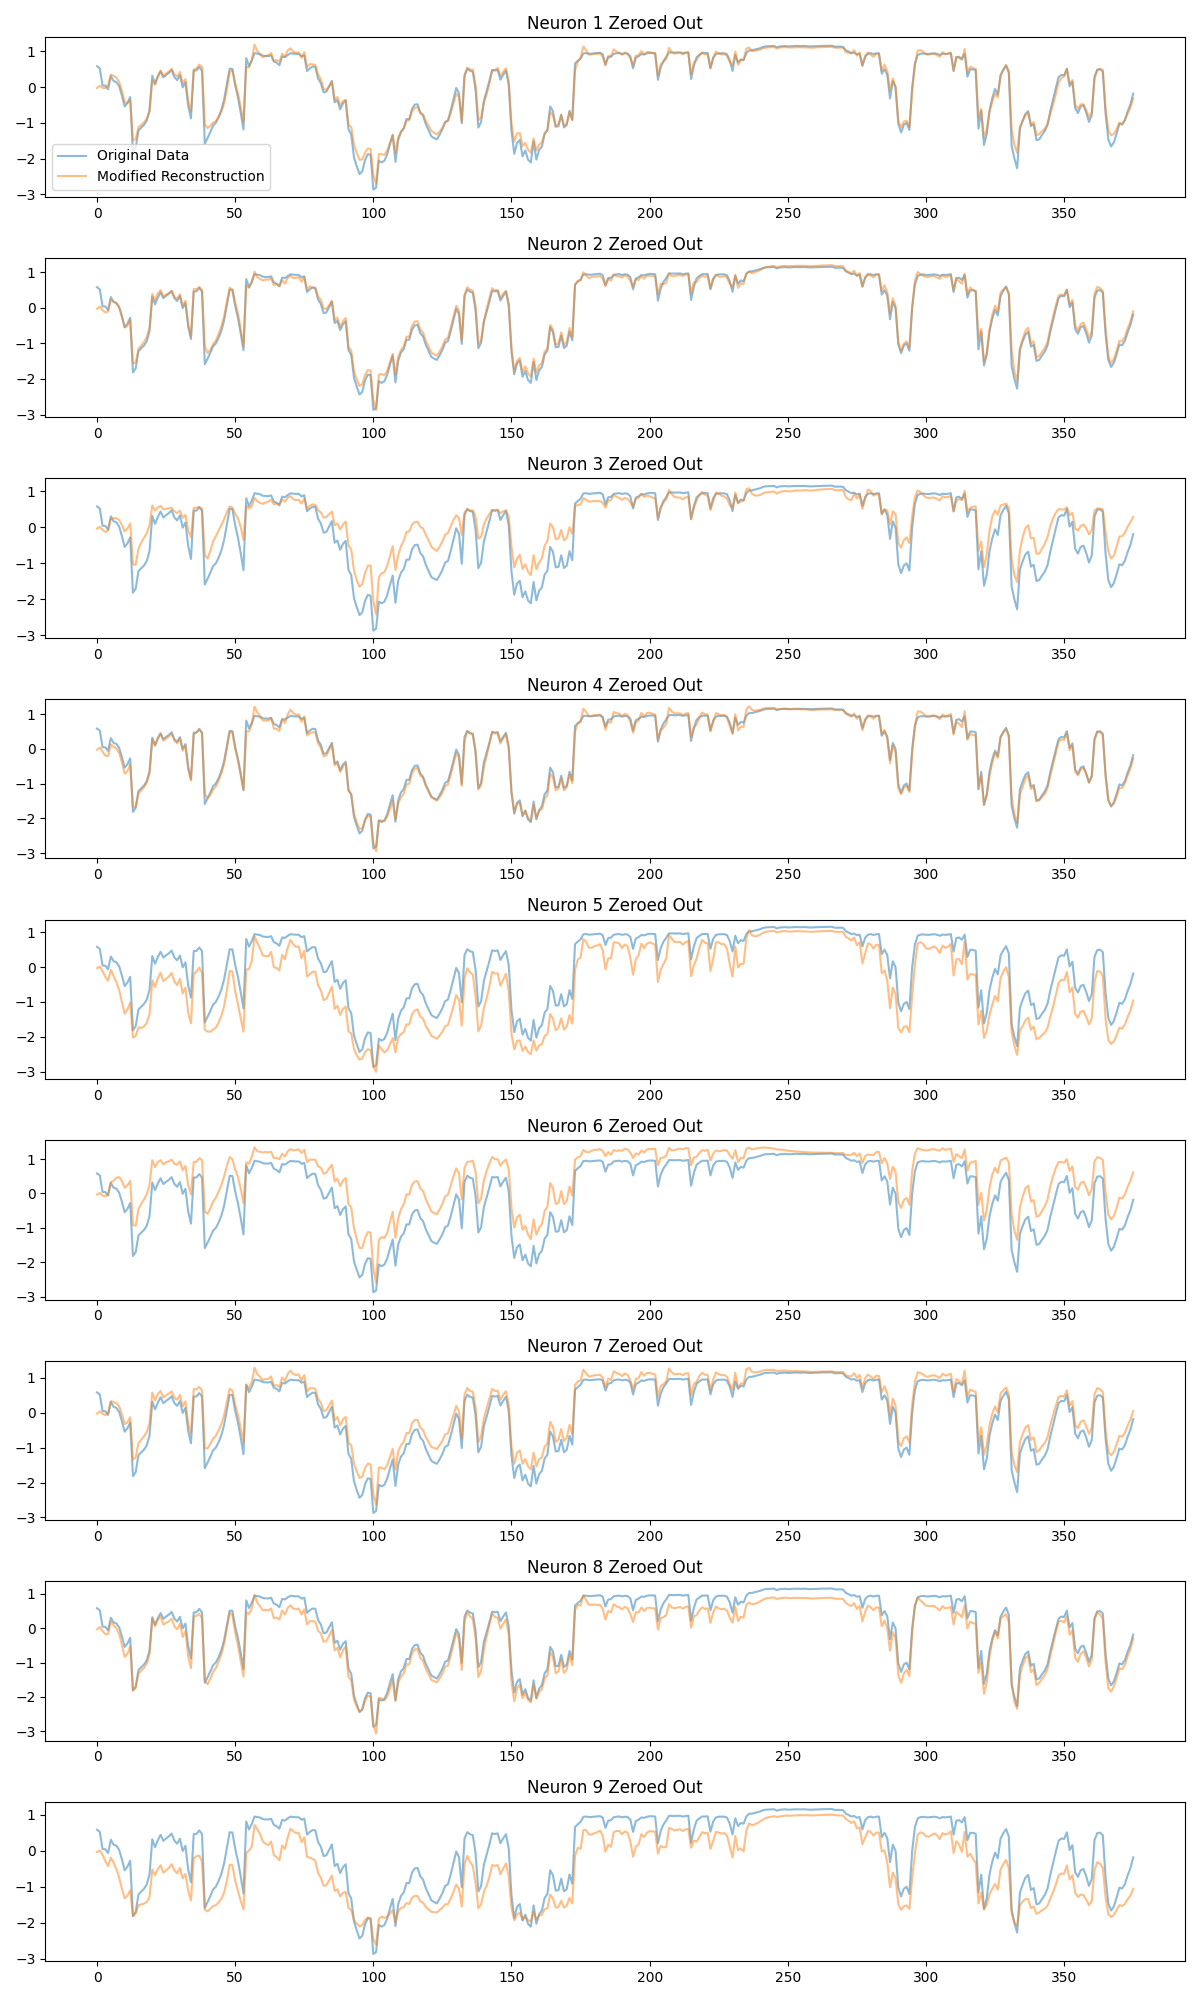 Neuron 1 Zeroed Out
1
0
−1
−2
−3
Original Data
Modified Reconstruction
0 50 100 150 200 250 300 350
Neuron 2 Zeroed Out
1
0
−1
−2
−3
0 50 100 150 200 250 300 350
Neuron 3 Zeroed Out
1
0
−1
−2
−3
0 50 100 150 200 250 300 350
Neuron 4 Zeroed Out
1
0
−1
−2
−3
0 50 100 150 200 250 300 350
Neuron 5 Zeroed Out
1
0
−1
−2
−3
0 50 100 150 200 250 300 350
Neuron 6 Zeroed Out
1
0
−1
−2
−3
0 50 100 150 200 250 300 350
Neuron 7 Zeroed Out
1
0
−1
−2
−3
0 50 100 150 200 250 300 350
Neuron 8 Zeroed Out
1
0
−1
−2
−3
0 50 100 150 200 250 300 350
Neuron 9 Zeroed Out
1
0
−1
−2
−3
0 50 100 150 200 250 300 350